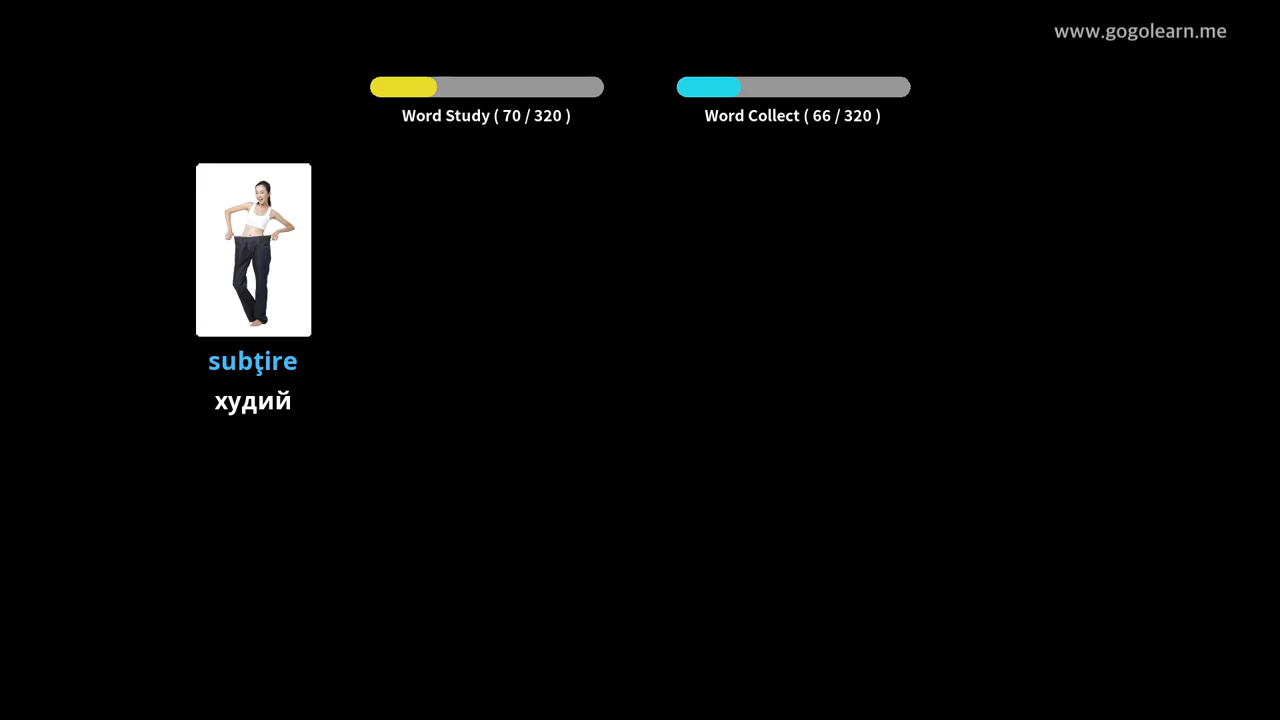 www.gogolearn.me
Word Study ( 70 / 320 )
Word Collect ( 66 / 320 )
subţire
худий